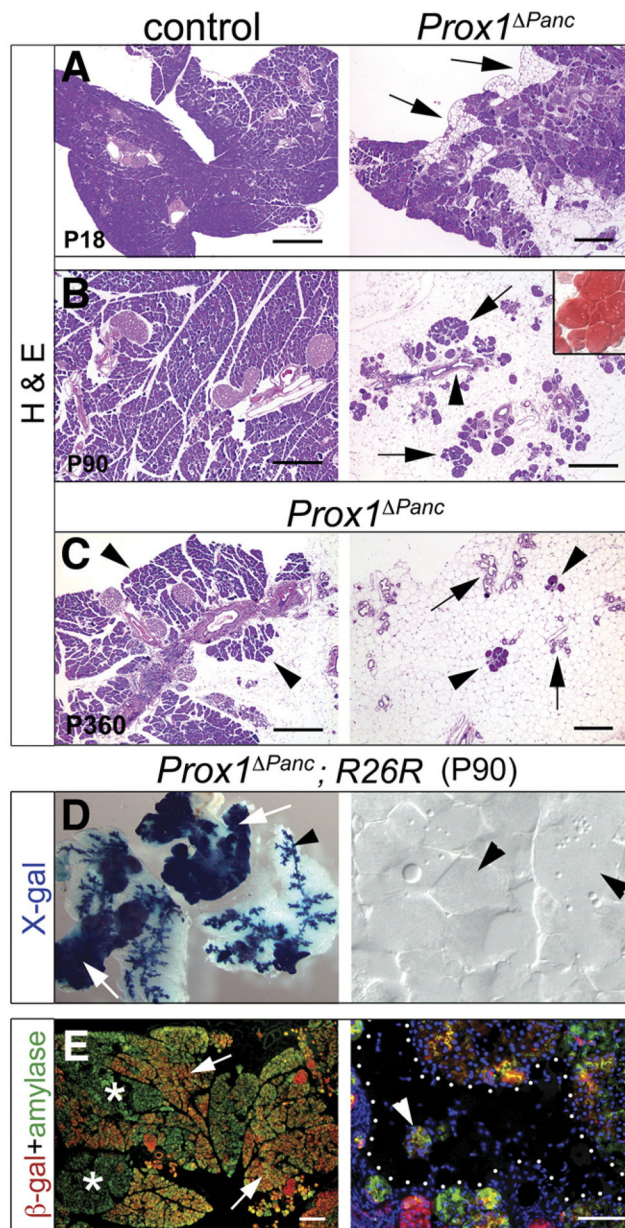 control Prox1ΔPanc
A
P18
H & E
B
P90
Prox1ΔPanc
C
P360
Prox1ΔPanc; R26R (P90)
X-gal
D
*
β-gal+amylase
E
*